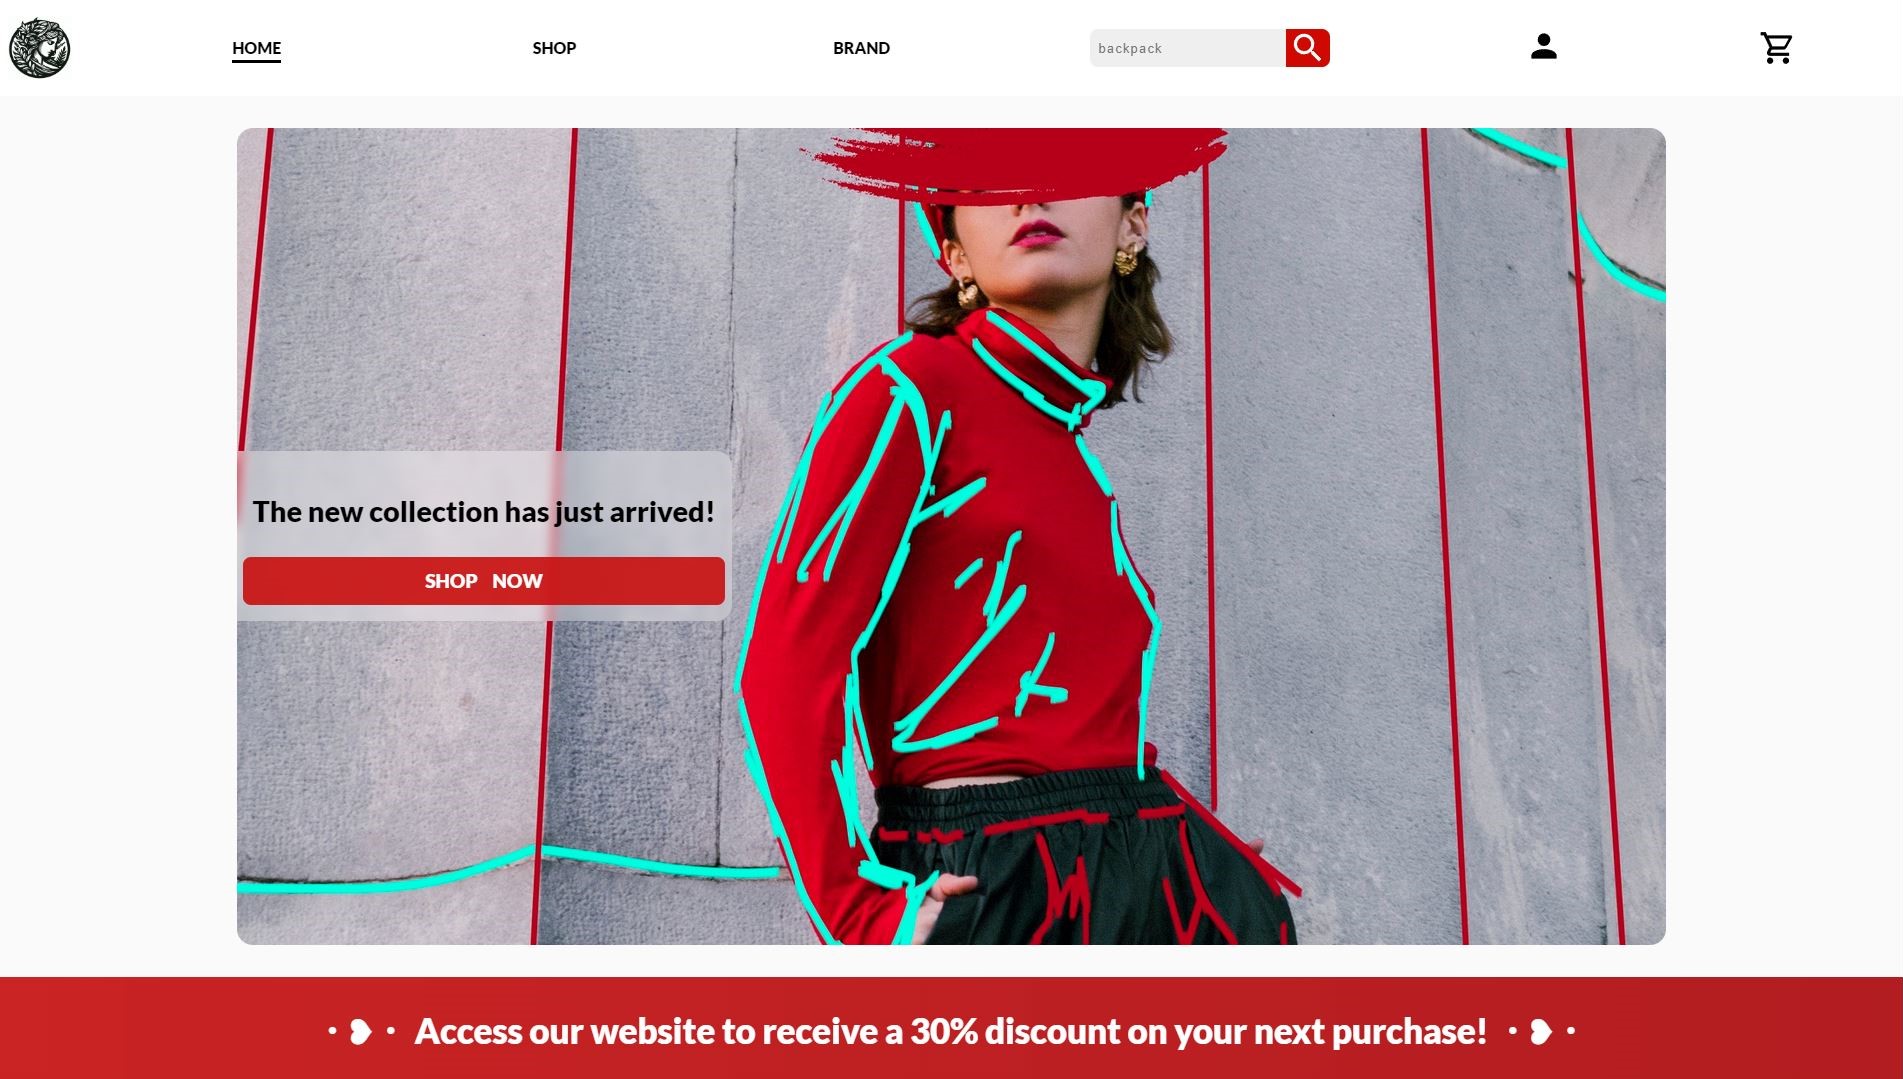 HOME
SHOP
BRAND
backpack
The new collection has just arrived!
SHOP NOW
Access our website to receive a 30% discount on your next purchase!